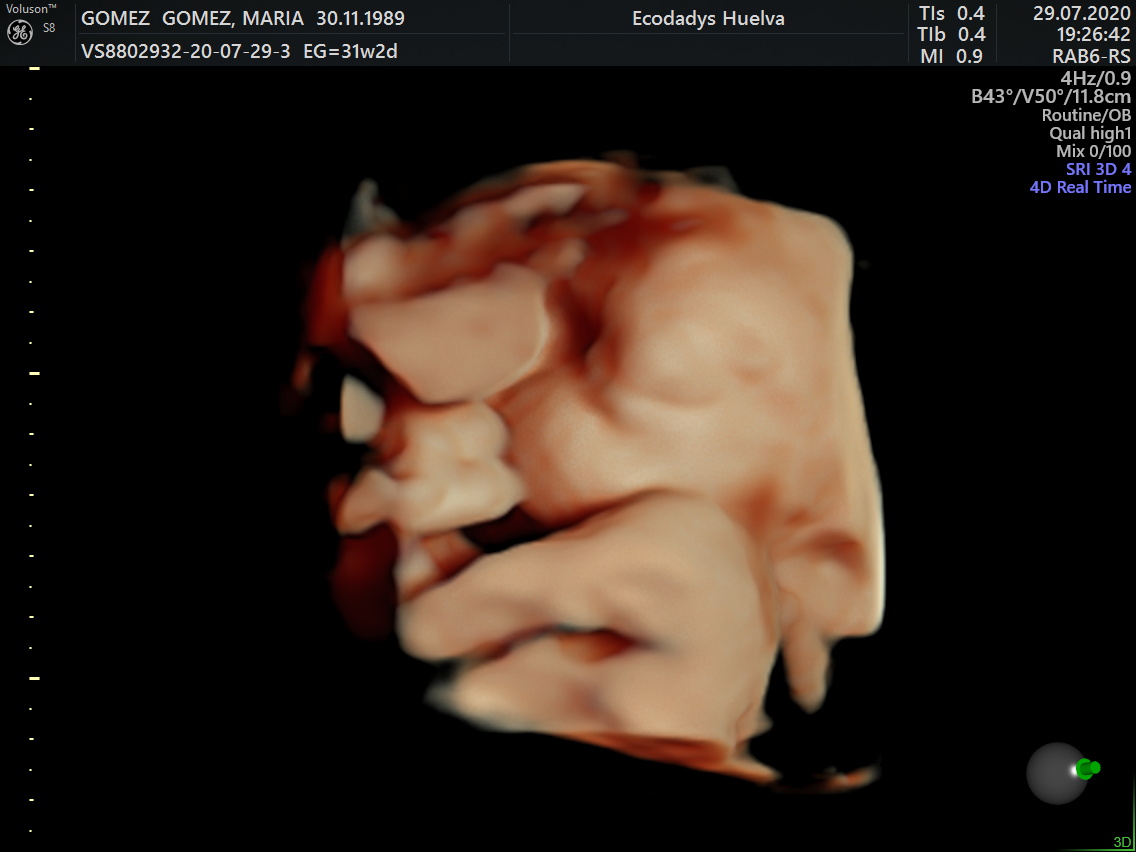 Voluson™
S8
GOMEZ GOMEZ, MARIA 30.11.1989
VS8802932-20-07-29-3 EG=31w2d
Ecodadys Huelva
TIs 0.4
TIb 0.4
MI 0.9
29.07.2020
19:26:42
RAB6-RS
4Hz/0.9
B43°/V50°/11.8cm
Routine/OB
Qual high1
Mix 0/100
SRI 3D 4
4D Real Time
3D